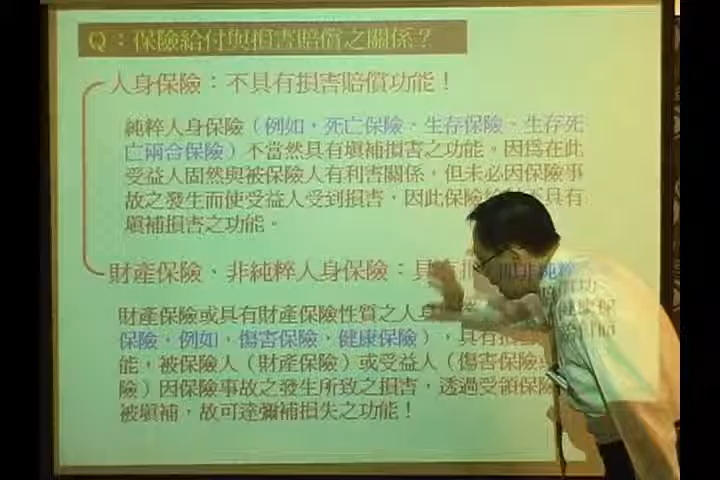 Q：保險給付與損害賠償之關係？
人身保險：不具有損害賠償功能！
純粹人身保險（例如，死亡保險、生存保險、生存死
亡兩合保險）不當然具有填補損害之功能。因為在此
受益人固然與被保險人有利害關係，但未必因保險事
故之發生而使受益人受到損害，因此保險給付不具有
填補損害之功能。
財產保險、非純粹人身保險：具有
財產保險或具有財產保險性質之人身 非純粹
保險，例如，傷害保險，健康保險），具有
能，被保險人（財產保險）或受益人（傷害保險
險）因保險事故之發生所致之損害，透過受領保險
被填補，故可達彌補損失之功能！